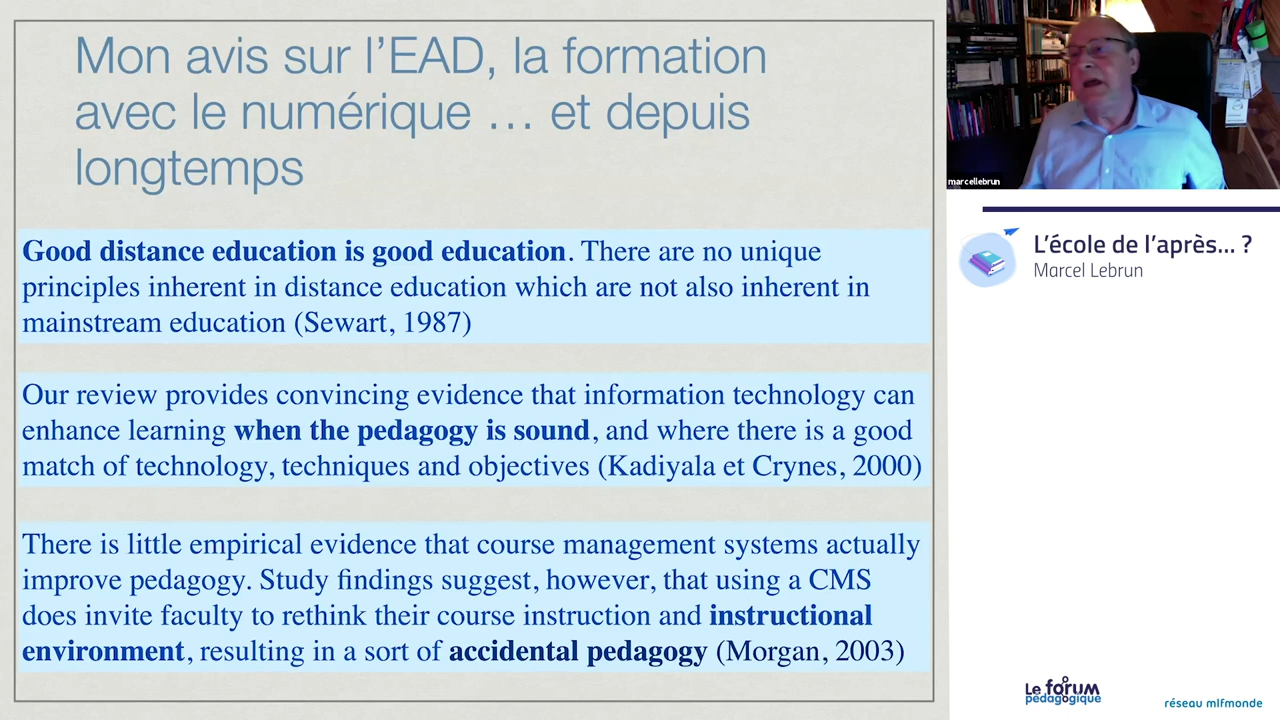 Mon avis sur l’EAD, la formation
avec le numérique … et depuis
longtemps
Good distance education is good education. There are no unique
principles inherent in distance education which are not also inherent in
mainstream education (Sewart, 1987)
Our review provides convincing evidence that information technology can
enhance learning when the pedagogy is sound, and where there is a good
match of technology, techniques and objectives (Kadiyala et Crynes, 2000)
There is little empirical evidence that course management systems actually
improve pedagogy. Study findings suggest, however, that using a CMS
does invite faculty to rethink their course instruction and instructional
environment, resulting in a sort of accidental pedagogy (Morgan, 2003)
marcellebrun
L’école de l’après... ?
Marcel Lebrun
Le forum
pédagogique
réseau mlfmonde